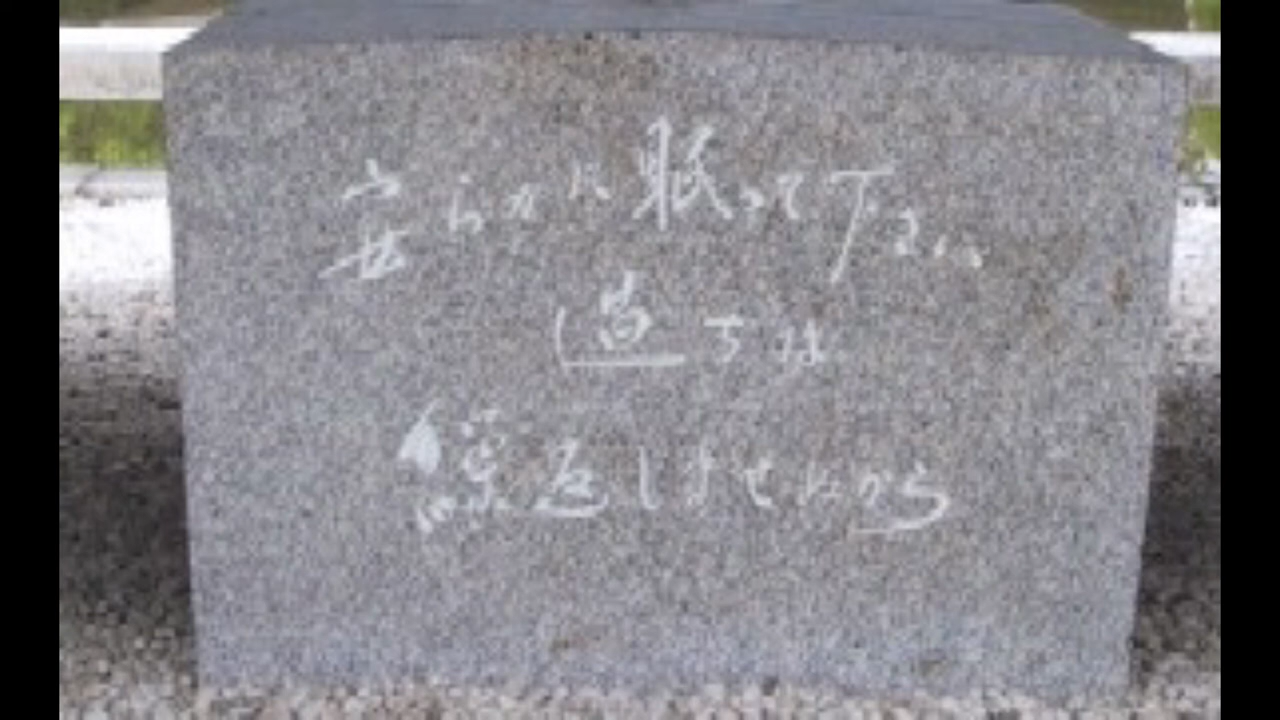 安らかに眠って下さい
過ちは
繰返しませぬから